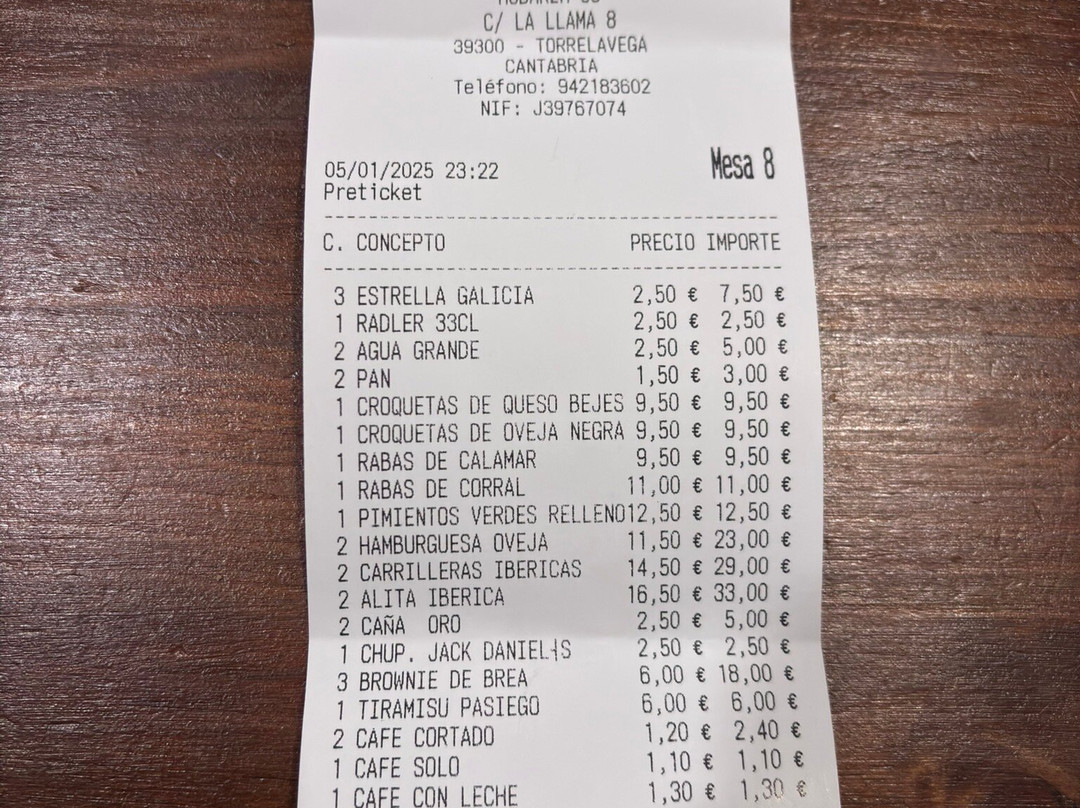 C/ LA LLAMA 8
39300 - TORRELAVEGA
CANTABRIA
Teléfono: 942183602
NIF: J39767074
05/01/2025 23:22 Mesa 8
Preticket
C. CONCEPTO PRECIO IMPORTE
3 ESTRELLA GALICIA 2,50 € 7,50 €
1 RADLER 33CL 2,50 € 2,50 €
2 AGUA GRANDE 2,50 € 5,00 €
2 PAN 1,50 € 3,00 €
1 CROQUETAS DE QUESO BEJES 9,50 € 9,50 €
1 CROQUETAS DE OVEJA NEGRA 9,50 € 9,50 €
1 RABAS DE CALAMAR 9,50 € 9,50 €
1 RABAS DE CORRAL 11,00 € 11,00 €
1 PIMIENTOS VERDES RELLENO12,50 € 12,50 €
2 HAMBURGUESA OVEJA 11,50 € 23,00 €
2 CARRILLERAS IBERICAS 14,50 € 29,00 €
2 ALITA IBERICA 16,50 € 33,00 €
2 CAÑA ORO 2,50 € 5,00 €
1 CHUP. JACK DANIEL´S 2,50 € 2,50 €
3 BROWNIE DE BREA 6,00 € 18,00 €
1 TIRAMISU PASIEGO 6,00 € 6,00 €
2 CAFE CORTADO 1,20 € 2,40 €
1 CAFE SOLO 1,10 € 1,10 €
1 CAFE CON LECHE 1,30 € 1,30 €